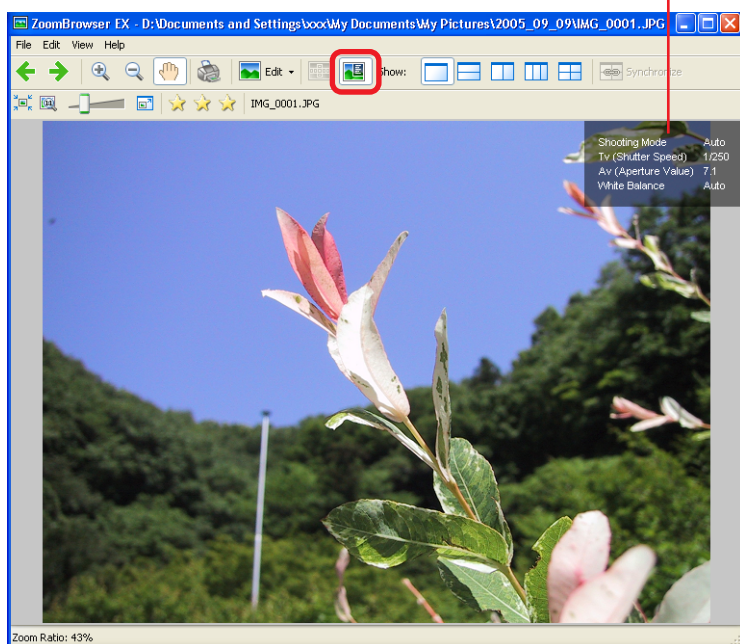 ZoomBrowser EX - D:\Documents and Settings\xxx\My Documents\My Pictures\2005_09_09\IMG_0001.JPG
File Edit View Help
Edit Show: Synchronize
IMG_0001.JPG
Shooting Mode Auto
Tv (Shutter Speed) 1/250
Av (Aperture Value) 7.1
White Balance Auto
Zoom Ratio: 43%